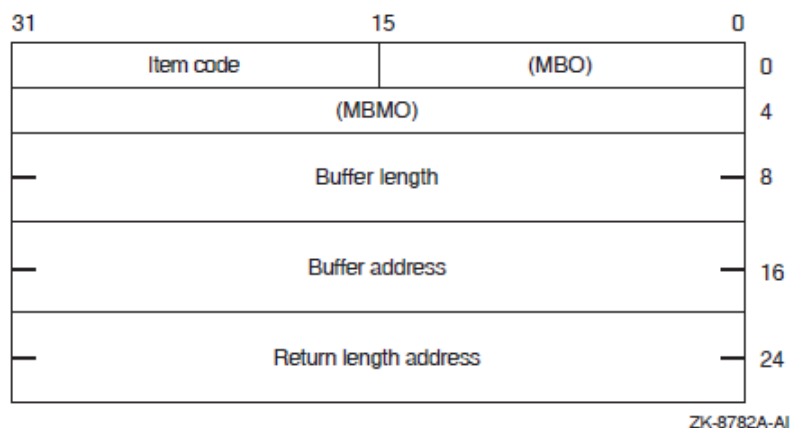 31 15 0
Item code (MBO) 0
(MBMO) 4
Buffer length 8
Buffer address 16
Return length address 24
ZK-8782A-AI